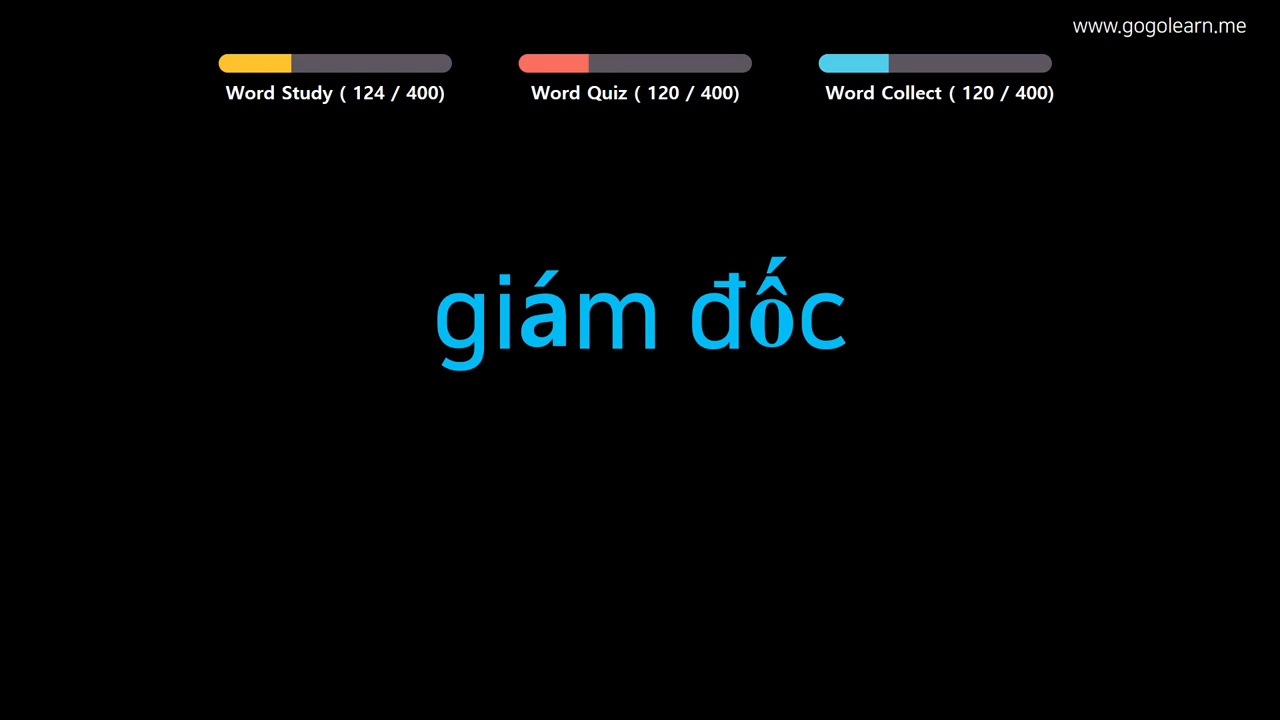 www.gogolearn.me
Word Study ( 124 / 400)
Word Quiz ( 120 / 400)
Word Collect ( 120 / 400)
giám đốc